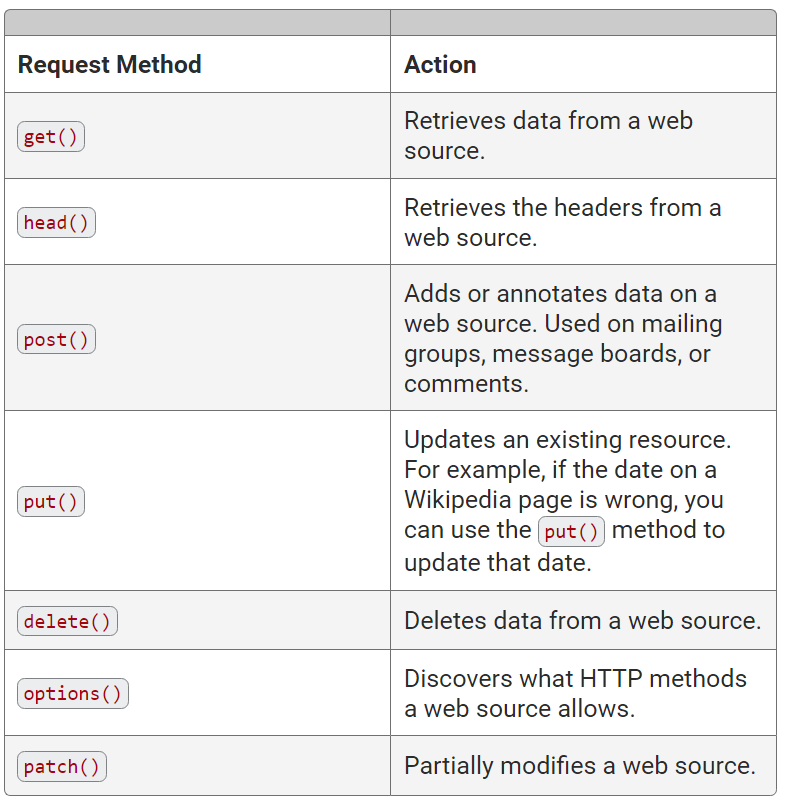 Request Method
Action
get()
Retrieves data from a web
source.
head()
Retrieves the headers from a
web source.
post()
Adds or annotates data on a
web source. Used on mailing
groups, message boards, or
comments.
put()
Updates an existing resource.
For example, if the date on a
Wikipedia page is wrong, you
can use the put() method to
update that date.
delete()
Deletes data from a web source.
options()
Discovers what HTTP methods
a web source allows.
patch()
Partially modifies a web source.